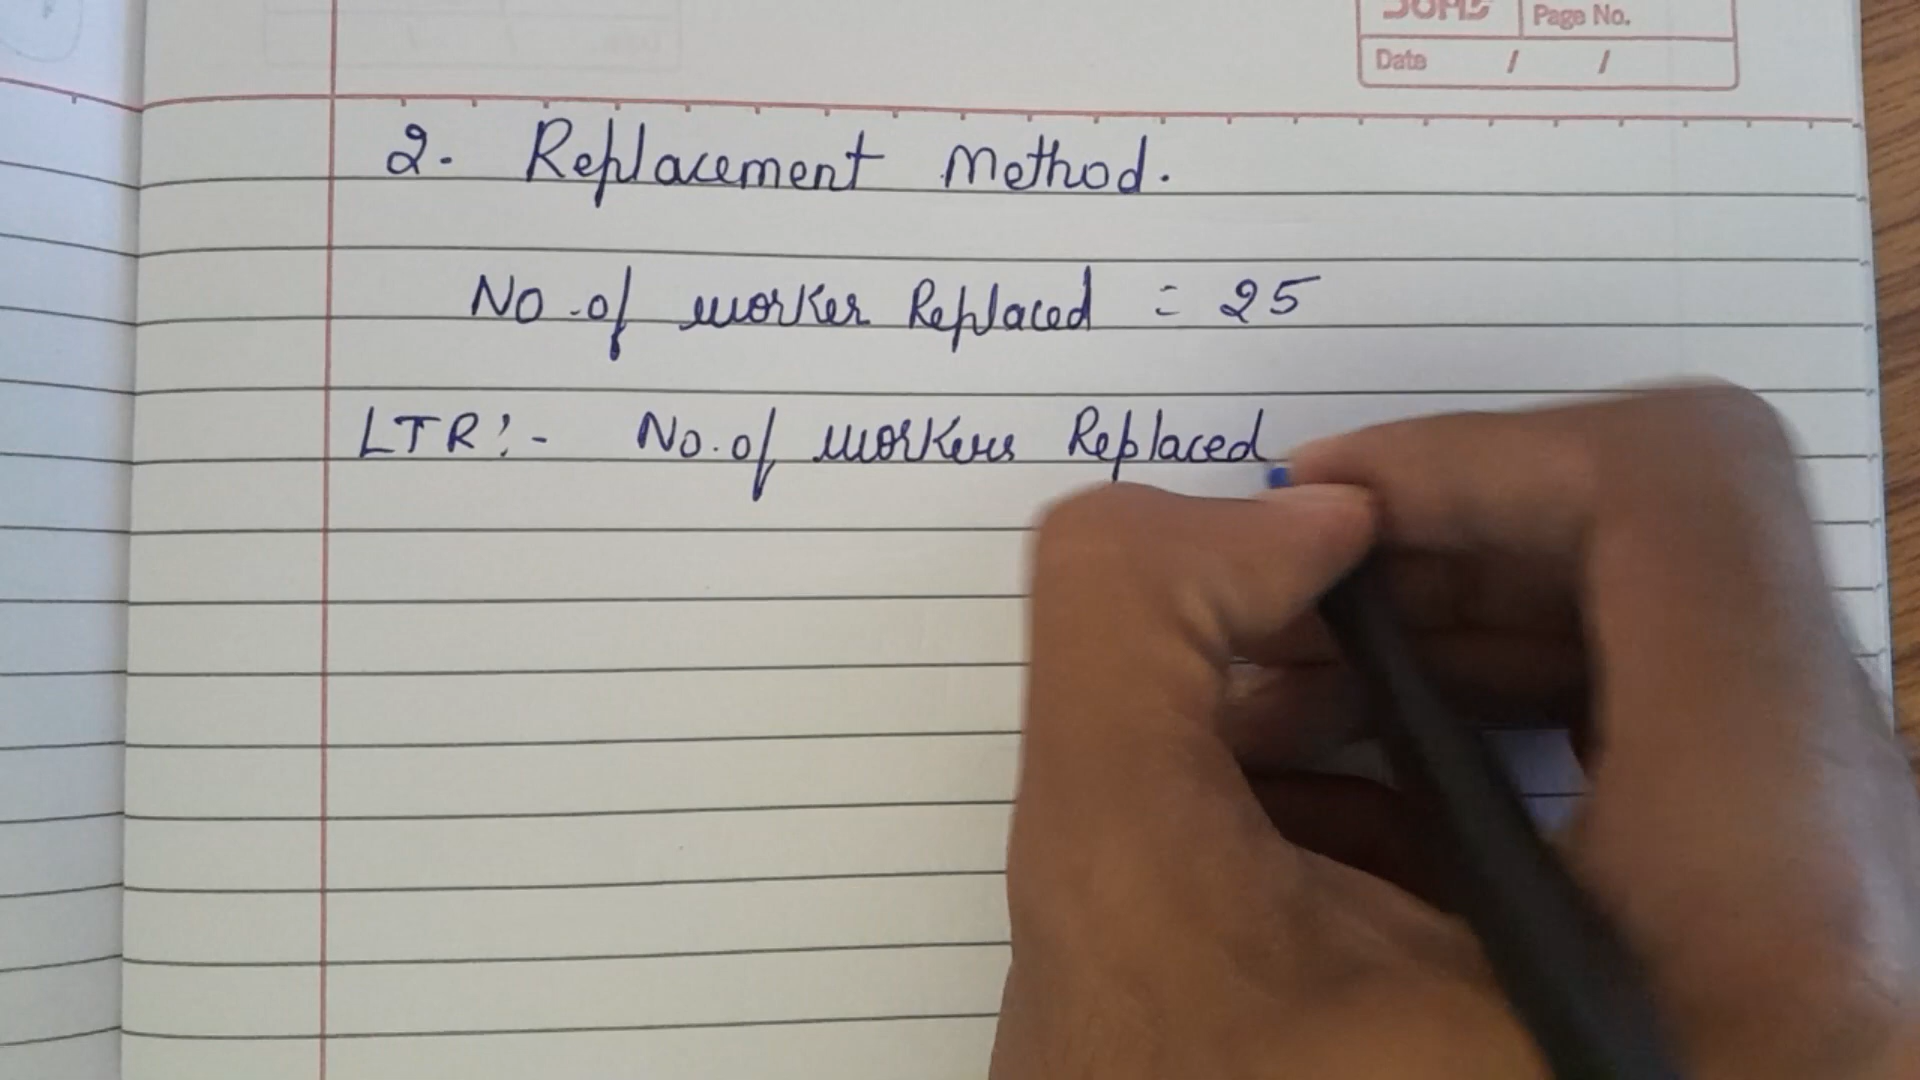 Page No.
Date / /
2. Replacement Method.
No. of worker Replaced = 25
LTR:- No. of workers Replaced